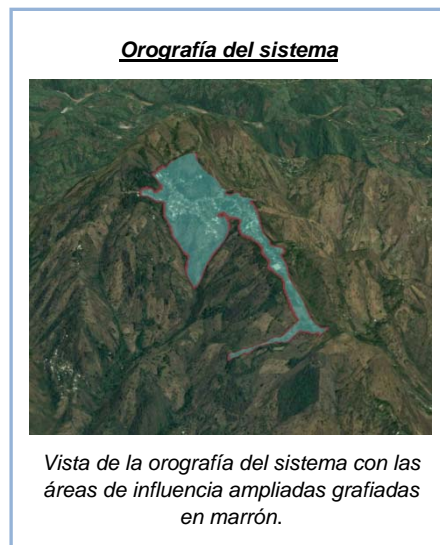 Orografía del sistema
Vista de la orografía del sistema con las
áreas de influencia ampliadas grafiadas
en marrón.